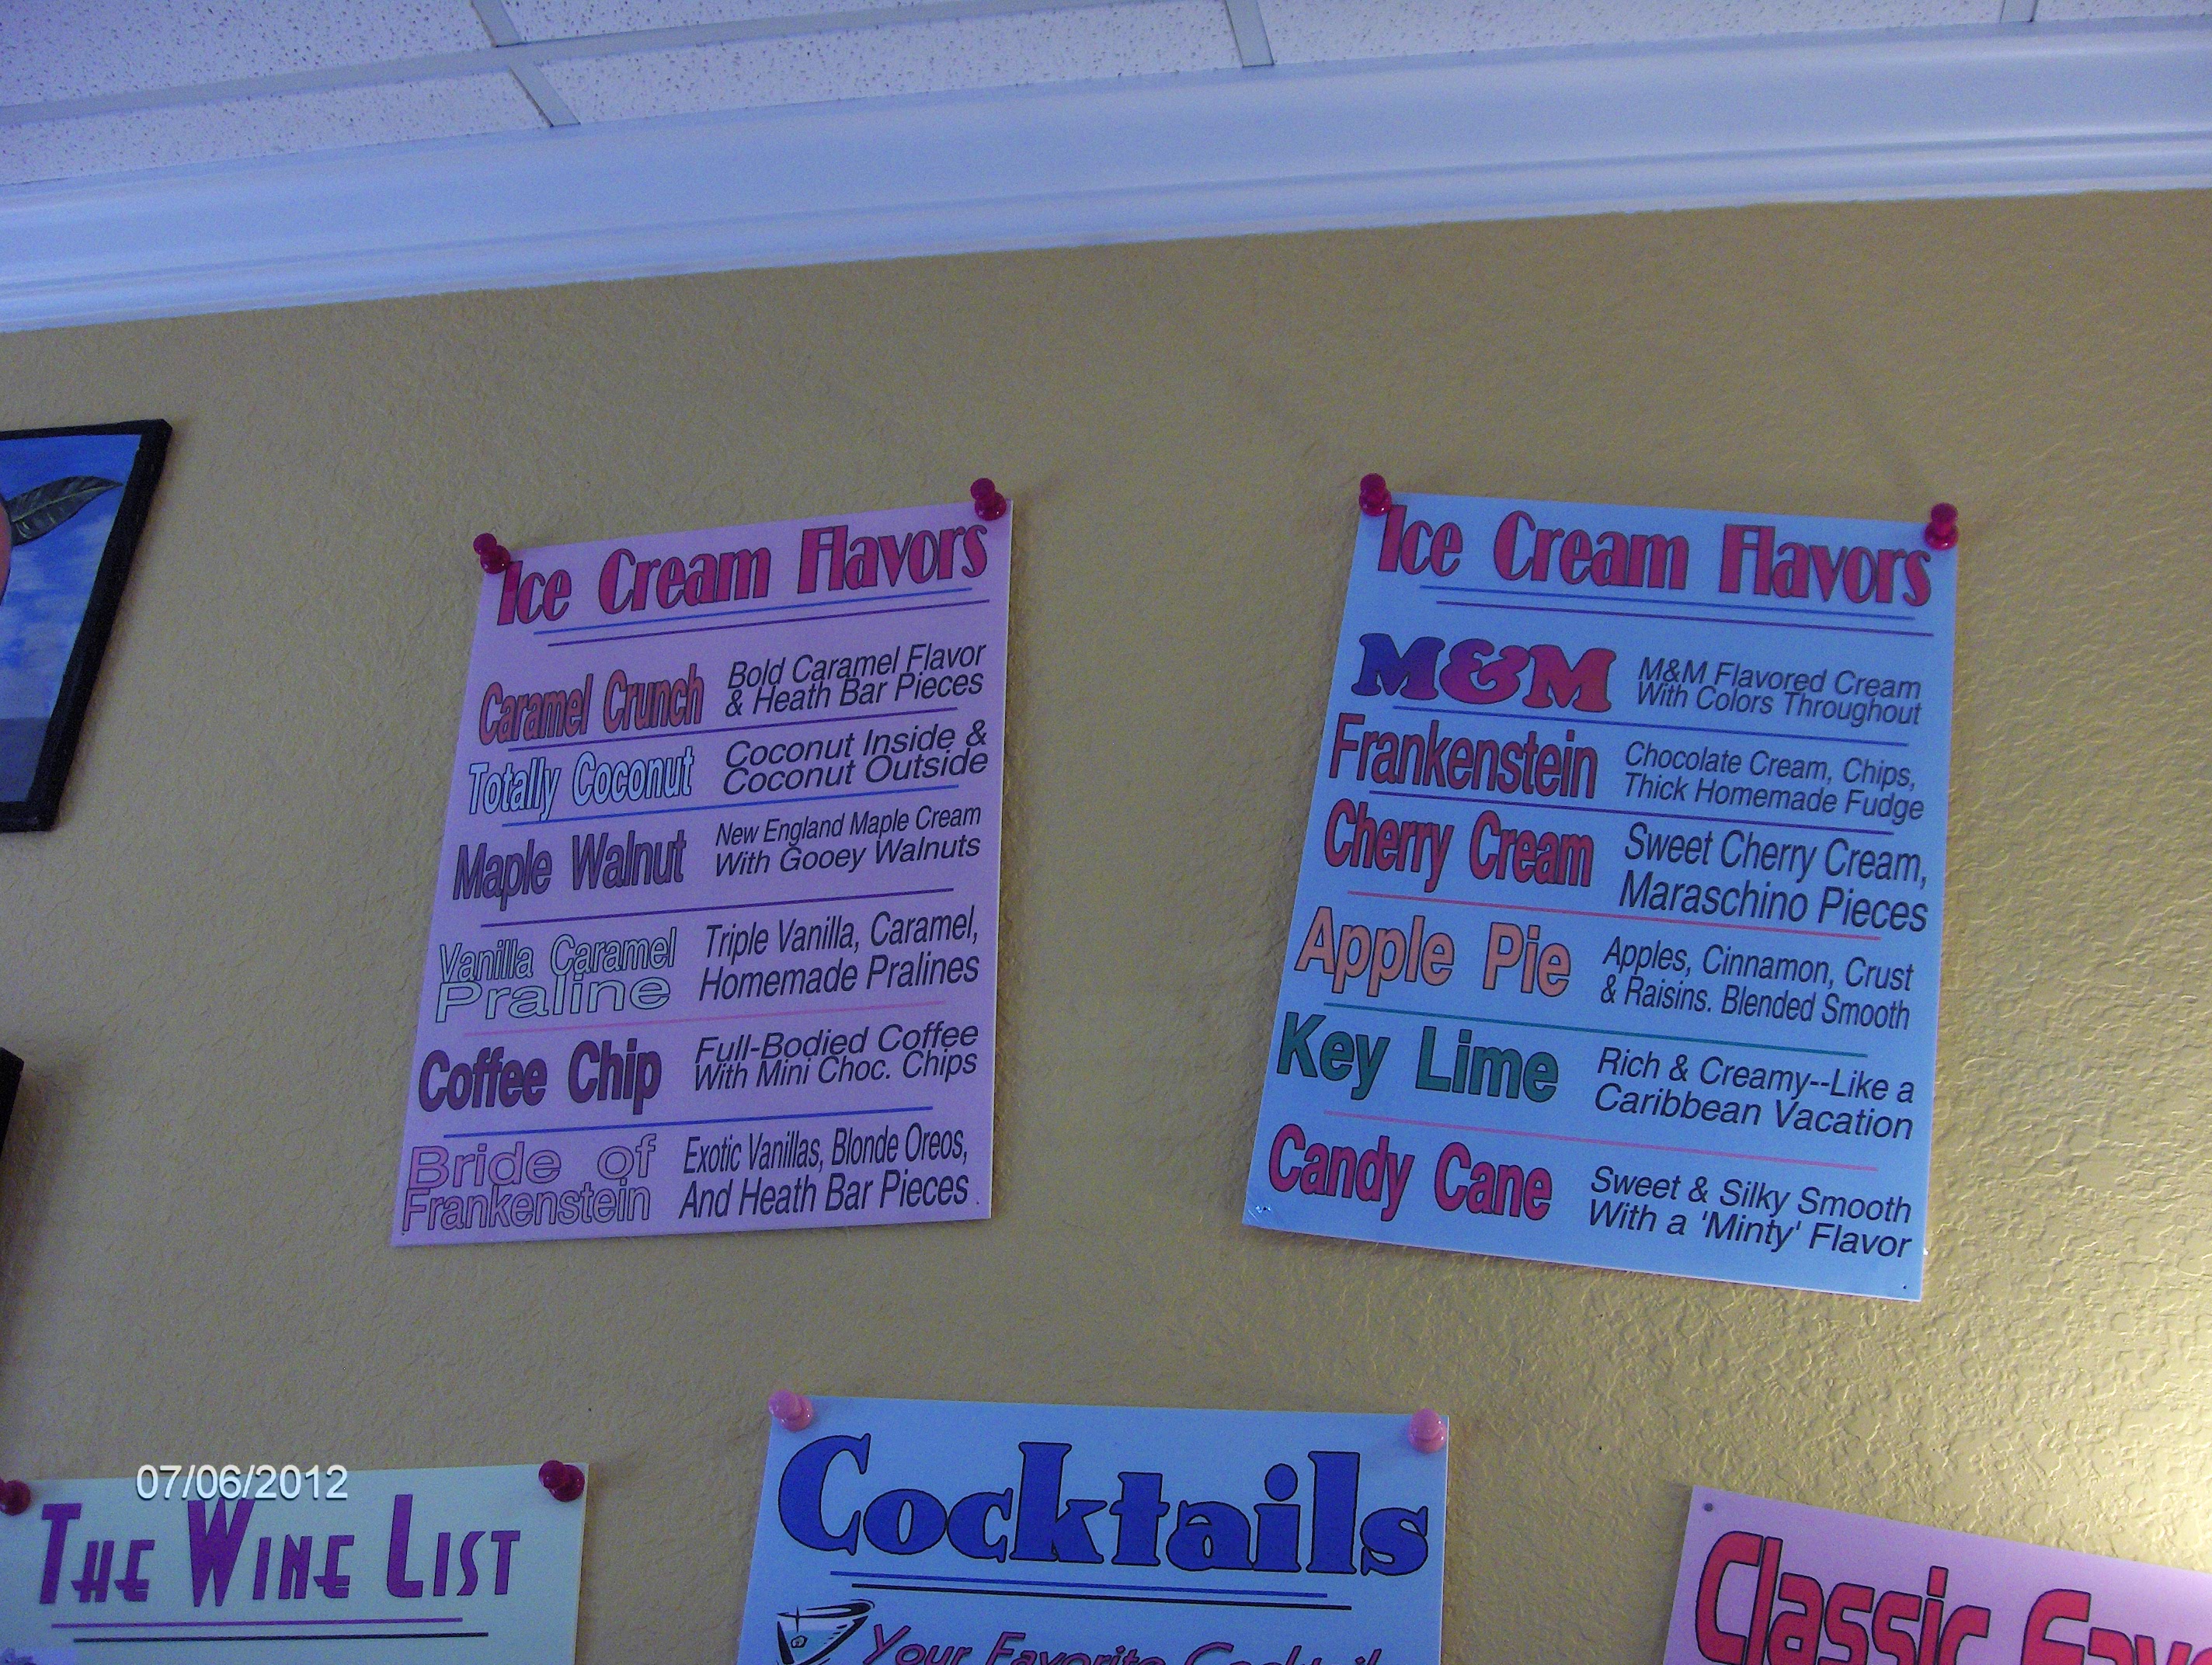 Ice Cream Flavors
Caramel Crunch
Bold Caramel Flavor
& Heath Bar Pieces
Totally Coconut
Coconut Inside &
Coconut Outside
Maple Walnut
New England Maple Cream
With Gooey Walnuts
Vanilla Caramel
Praline
Triple Vanilla, Caramel,
Homemade Pralines
Coffee Chip
Full-Bodied Coffee
With Mini Choc. Chips
Bride of
Frankenstein
Exotic Vanillas, Blonde Oreos,
And Heath Bar Pieces
Ice Cream Flavors
M&M
M&M Flavored Cream
With Colors Throughout
Frankenstein
Chocolate Cream, Chips,
Thick Homemade Fudge
Cherry Cream
Sweet Cherry Cream,
Maraschino Pieces
Apple Pie
Apples, Cinnamon, Crust
& Raisins. Blended Smooth
Key Lime
Rich & Creamy--Like a
Caribbean Vacation
Candy Cane
Sweet & Silky Smooth
With a 'Minty' Flavor
07/06/2012
THE WINE LIST
Cocktails
Your Favorite
Classic